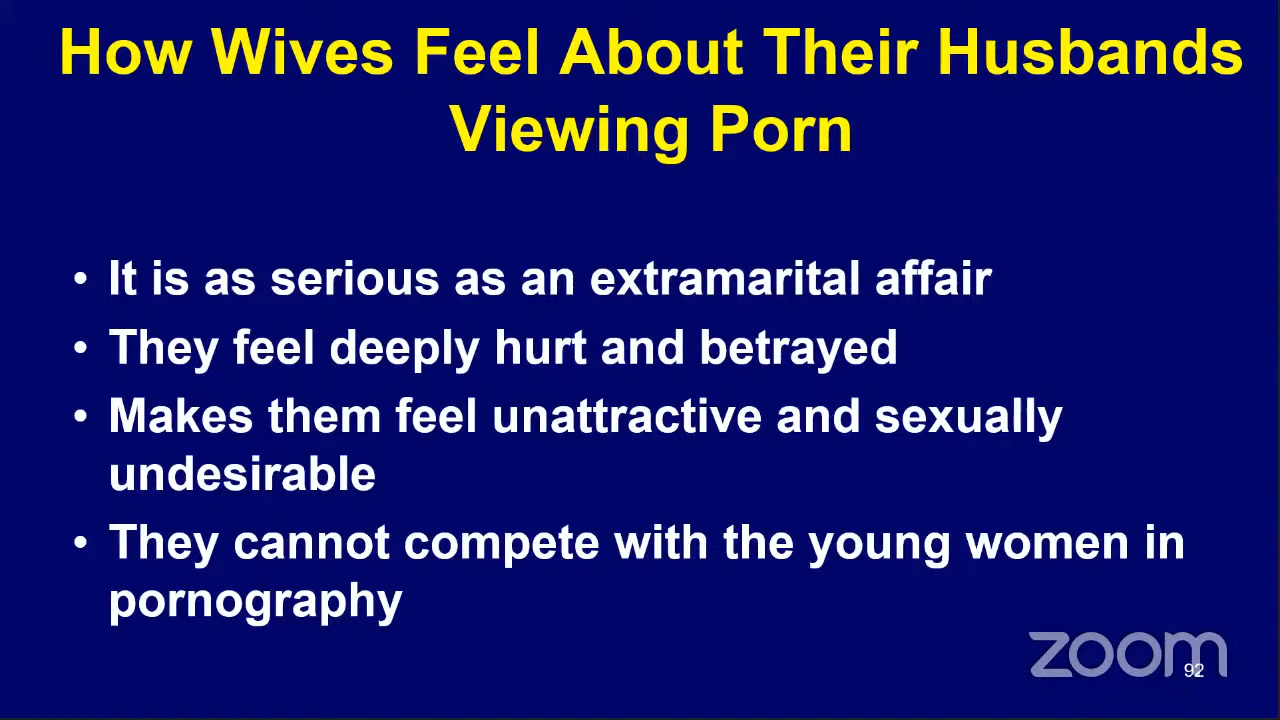 How Wives Feel About Their Husbands
Viewing Porn
• It is as serious as an extramarital affair
• They feel deeply hurt and betrayed
• Makes them feel unattractive and sexually
undesirable
• They cannot compete with the young women in
pornography
zoom
92